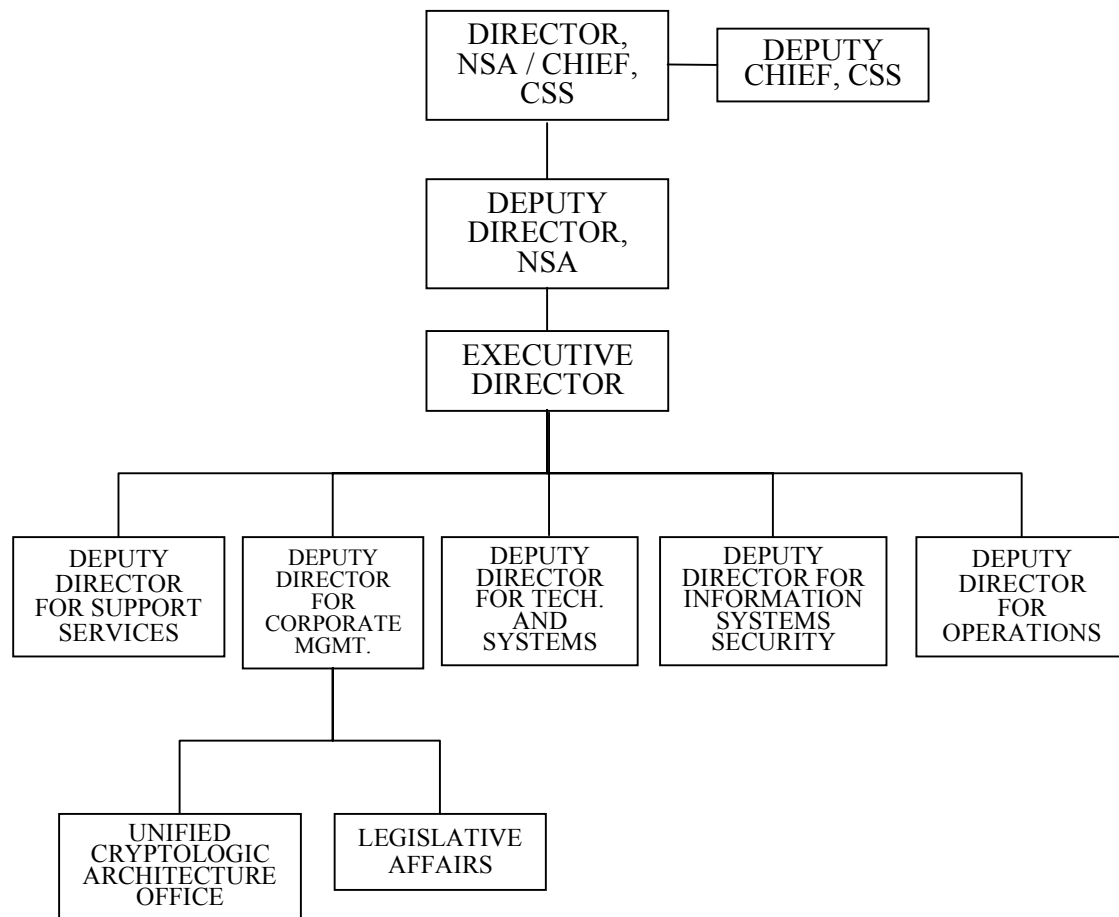 DIRECTOR,
NSA / CHIEF,
CSS
DEPUTY
CHIEF, CSS
DEPUTY
DIRECTOR,
NSA
EXECUTIVE
DIRECTOR
DEPUTY
DIRECTOR
FOR SUPPORT
SERVICES
DEPUTY
DIRECTOR
FOR
CORPORATE
MGMT.
DEPUTY
DIRECTOR
FOR TECH.
AND
SYSTEMS
DEPUTY
DIRECTOR FOR
INFORMATION
SYSTEMS
SECURITY
DEPUTY
DIRECTOR
FOR
OPERATIONS
UNIFIED
CRYPTOLOGIC
ARCHITECTURE
OFFICE
LEGISLATIVE
AFFAIRS